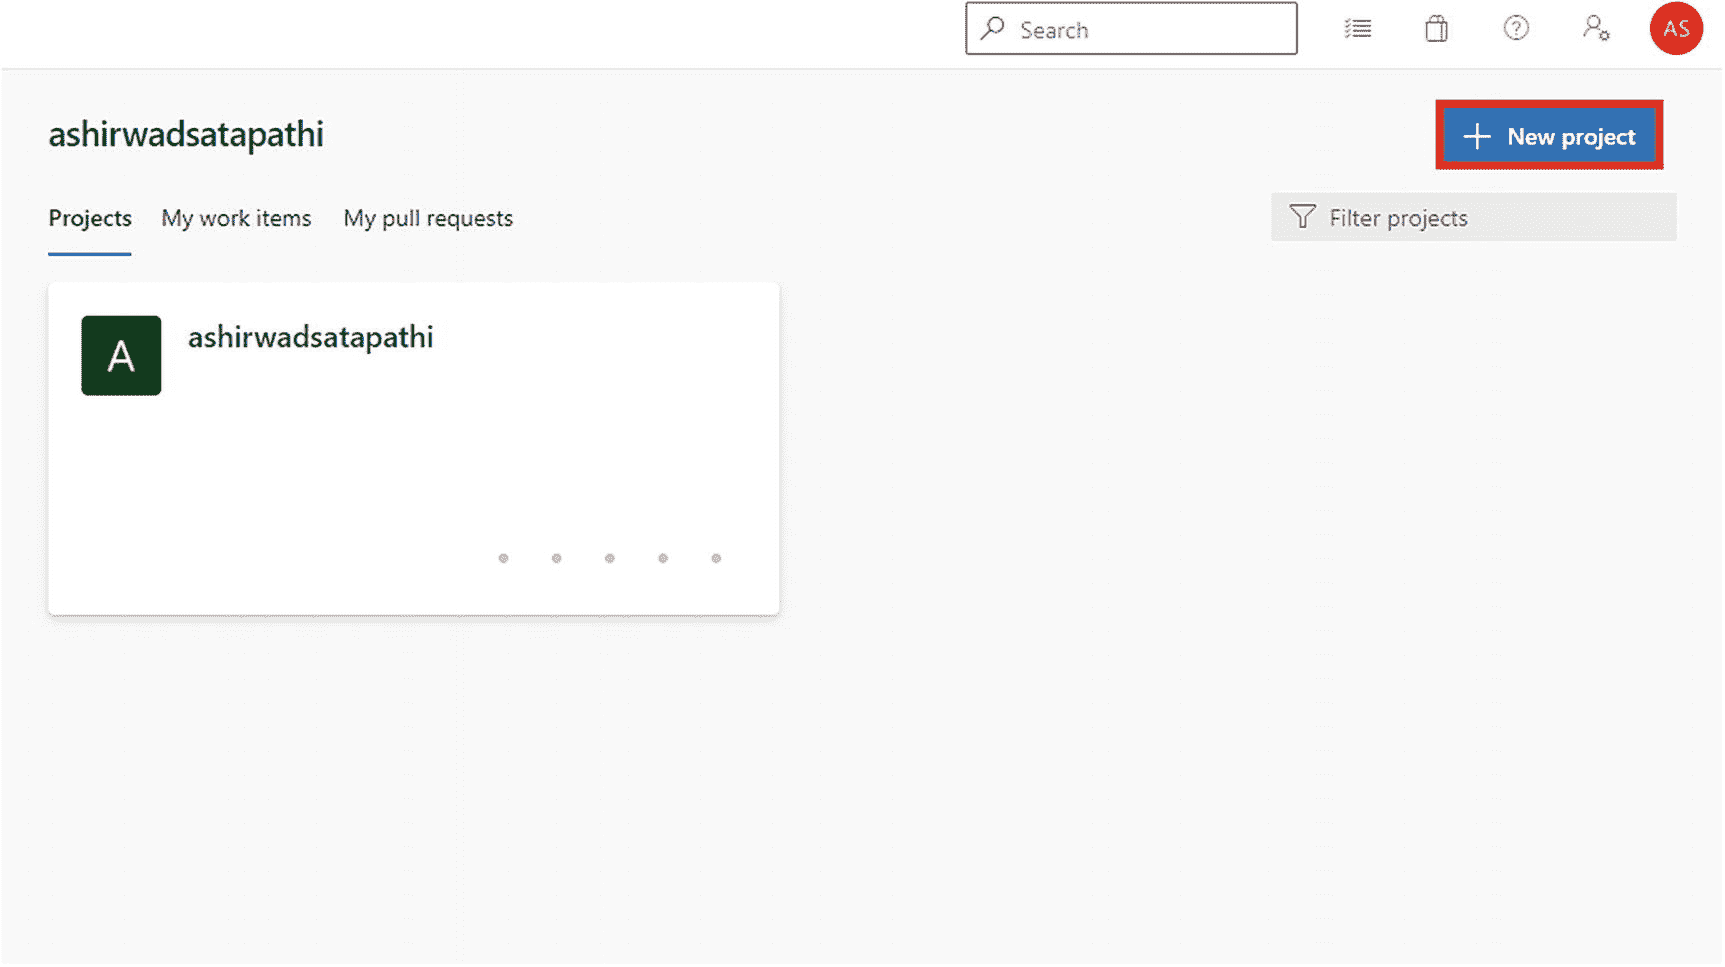 Search
AS
ashirwadsatapathi
New project
Projects
My work items
My pull requests
Filter projects
A
ashirwadsatapathi